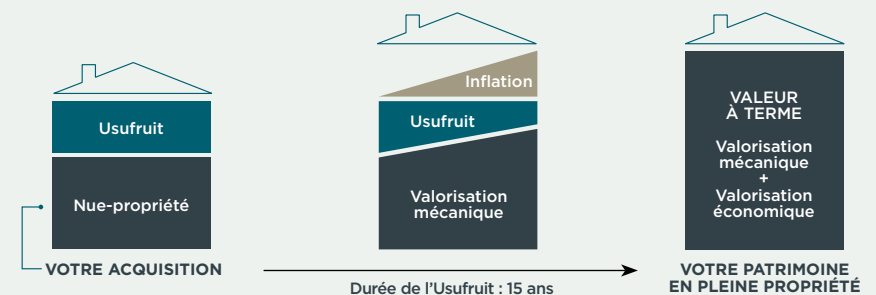 Usufruit
Nue-propriété
VOTRE ACQUISITION
Inflation
Usufruit
Valorisation
mécanique
Durée de l'Usufruit : 15 ans
VALEUR
À TERME
Valorisation
mécanique
+
Valorisation
économique
VOTRE PATRIMOINE
EN PLEINE PROPRIÉTÉ